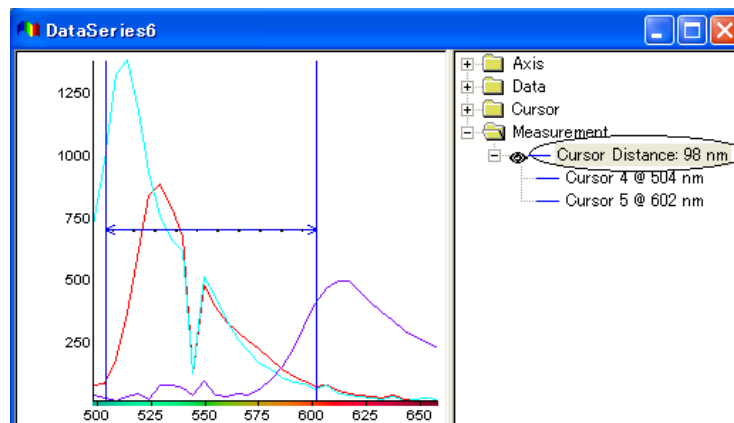 DataSeries6
1250
1000
750
500
250
500 525 550 575 600 625 650
Axis
Data
Cursor
Measurement
Cursor Distance: 98 nm
Cursor 4 @ 504 nm
Cursor 5 @ 602 nm